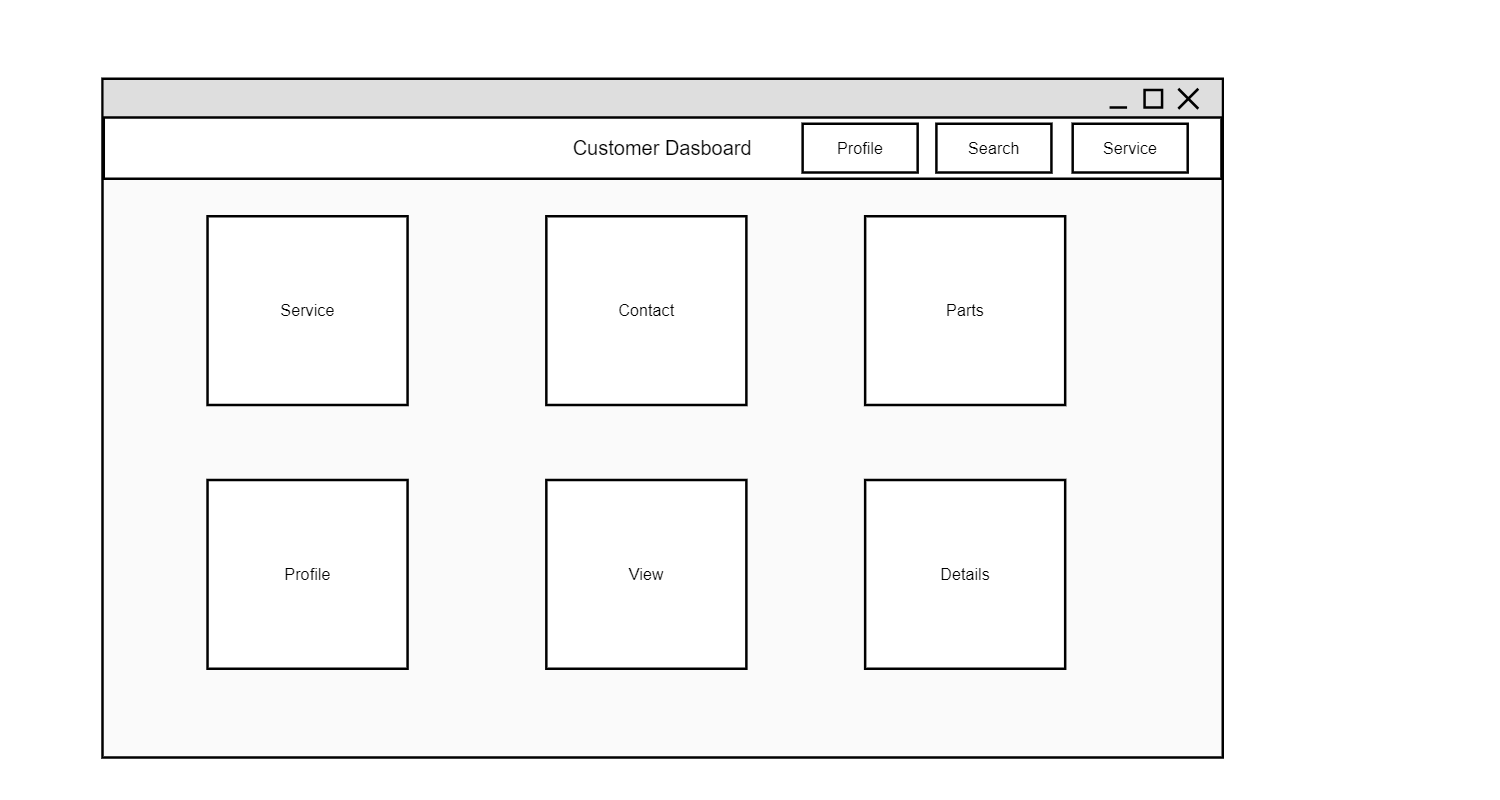 Customer Dasboard
Profile
Search
Service
Service
Contact
Parts
Profile
View
Details